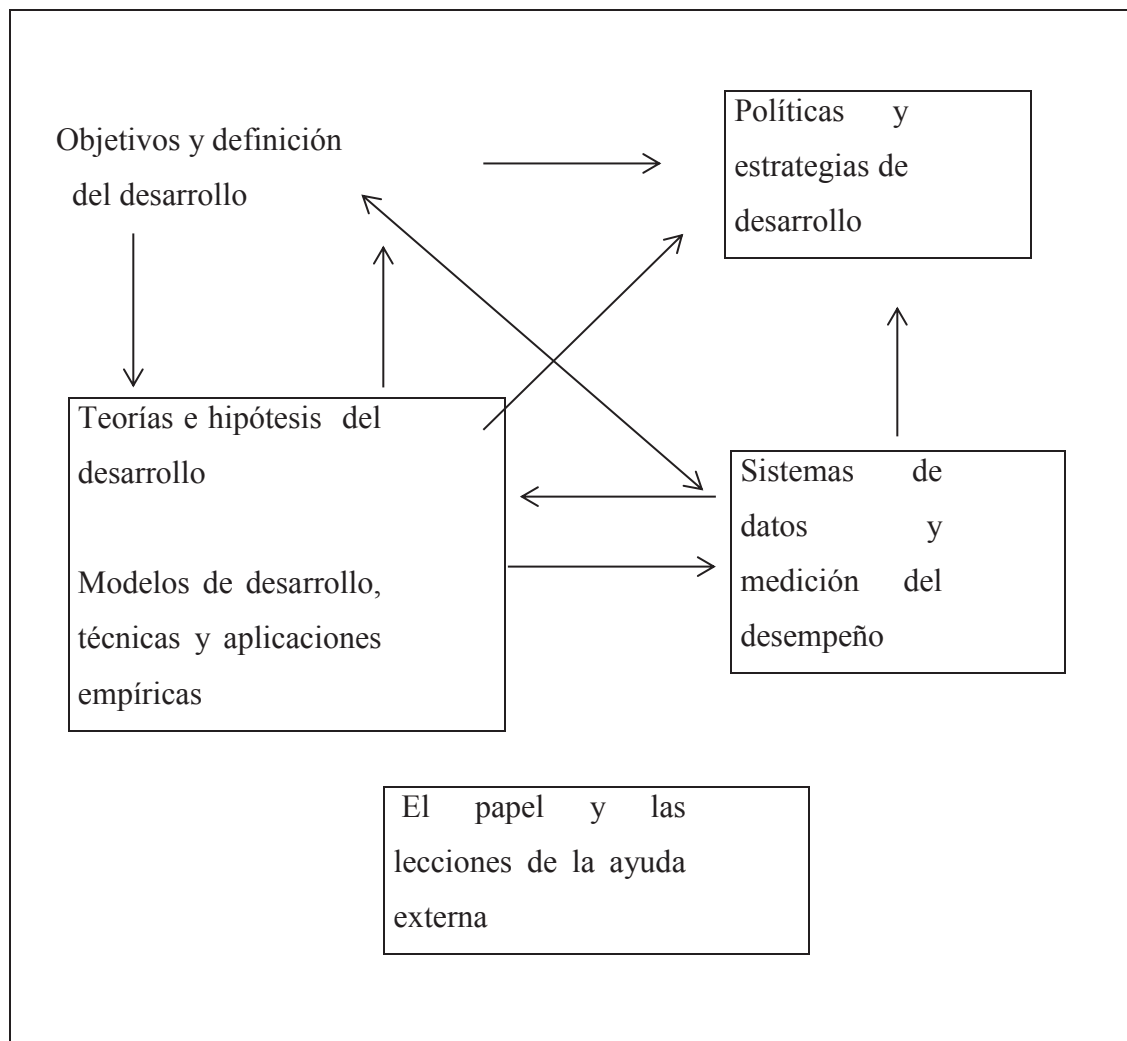 Objetivos y definición
del desarrollo
Políticas y
estrategias de
desarrollo
Teorías e hipótesis del
desarrollo
Modelos de desarrollo,
técnicas y aplicaciones
empíricas
Sistemas de
datos y
medición del
desempeño
El papel y las
lecciones de la ayuda
externa